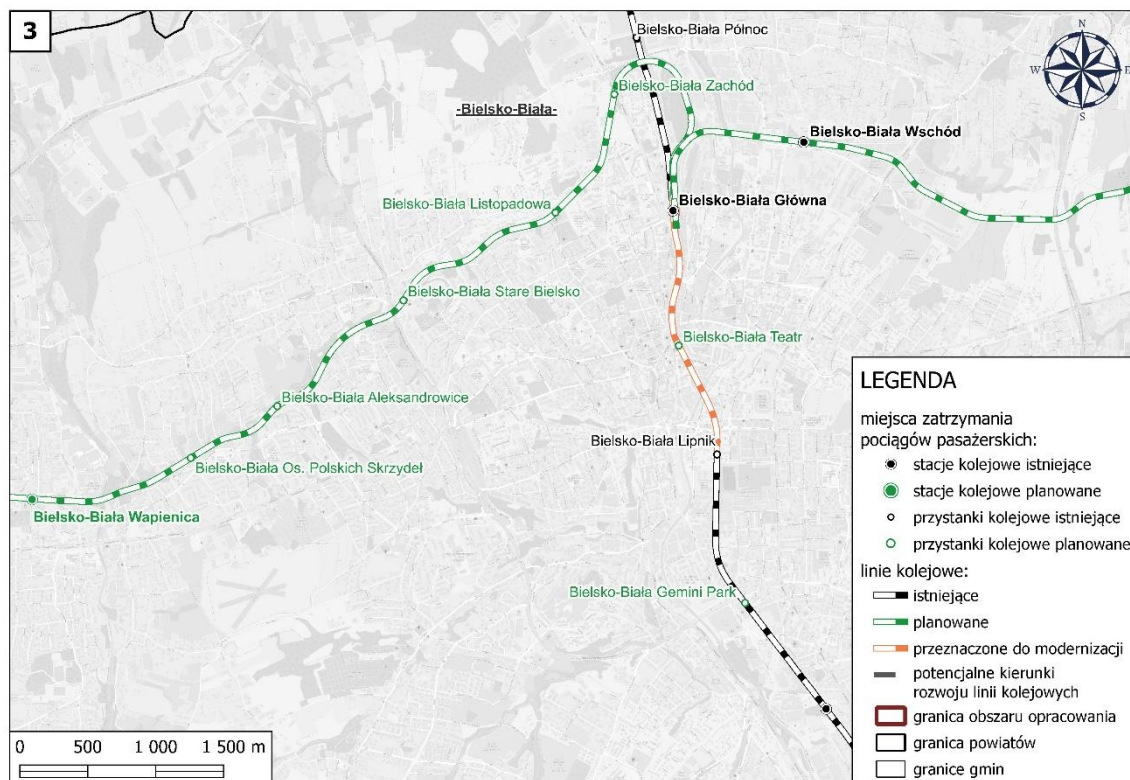 3
Bielsko-Biała Północ
N
W
E
S
Bielsko-Biała Zachód
-Bielsko-Biała-
Bielsko-Biała Wschód
Bielsko-Biała Listopadowa
Bielsko-Biała Główna
Bielsko-Biała Stare Bielsko
Bielsko-Biała Teatr
Bielsko-Biała Aleksandrowice
Bielsko-Biała Lipnik
Bielsko-Biała Os. Polskich Skrzydeł
Bielsko-Biała Wapienica
Bielsko-Biała Gemini Park
LEGENDA
miejsca zatrzymania
pociągów pasażerskich:
stacje kolejowe istniejące
stacje kolejowe planowane
przystanki kolejowe istniejące
przystanki kolejowe planowane
linie kolejowe:
istniejące
planowane
przeznaczone do modernizacji
potencjalne kierunki
rozwoju linii kolejowych
granica obszaru opracowania
granica powiatów
granice gmin
0 500 1 000 1 500 m